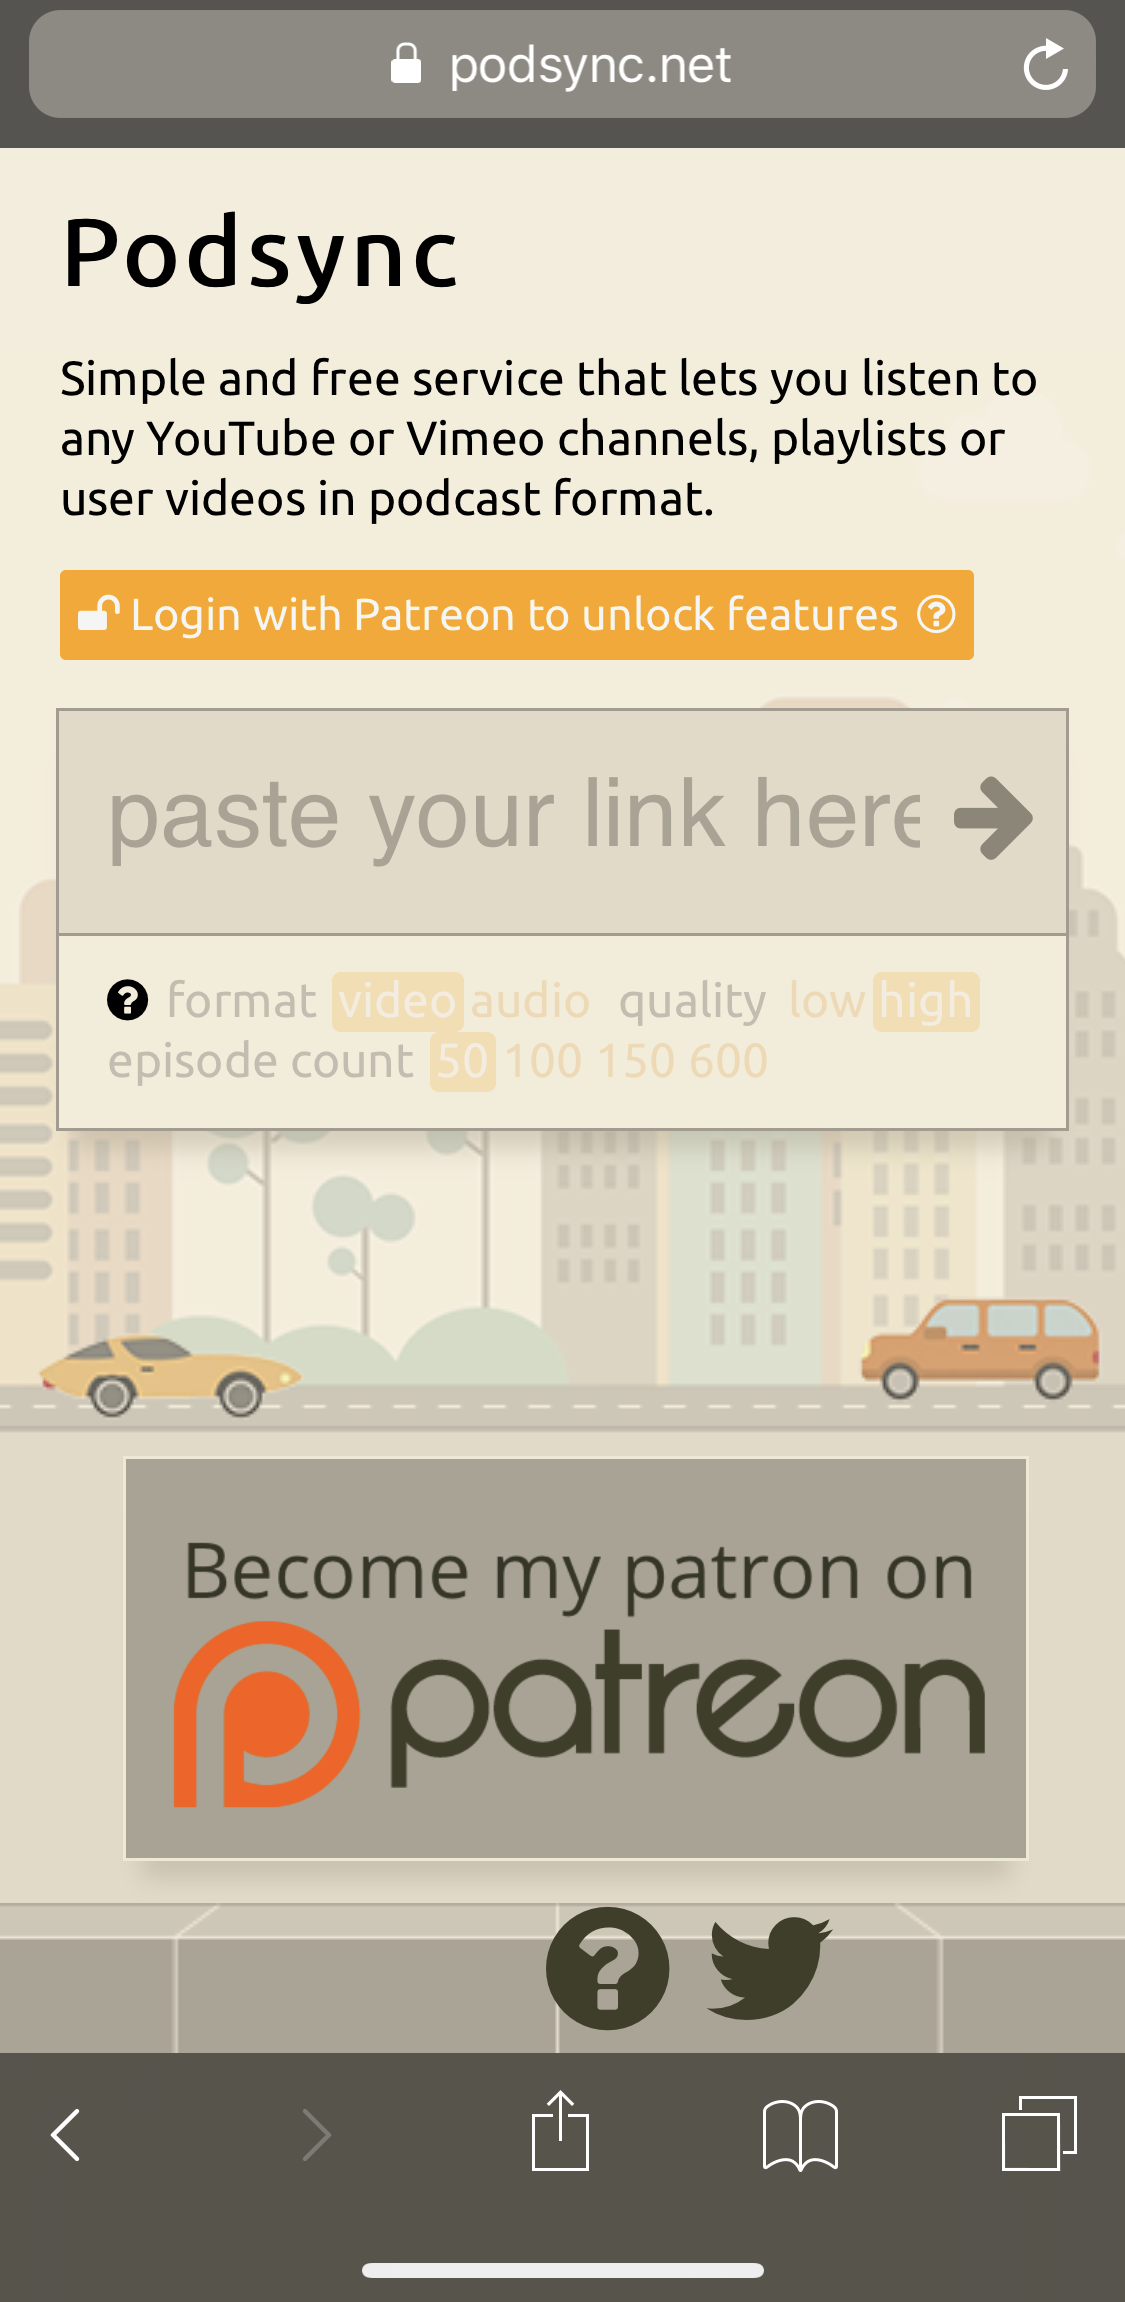 podsync.net
Podsync
Simple and free service that lets you listen to
any YouTube or Vimeo channels, playlists or
user videos in podcast format.
Login with Patreon to unlock features ?
paste your link here
? format video audio quality low high
episode count 50 100 150 600
Become my patron on
patreon
?